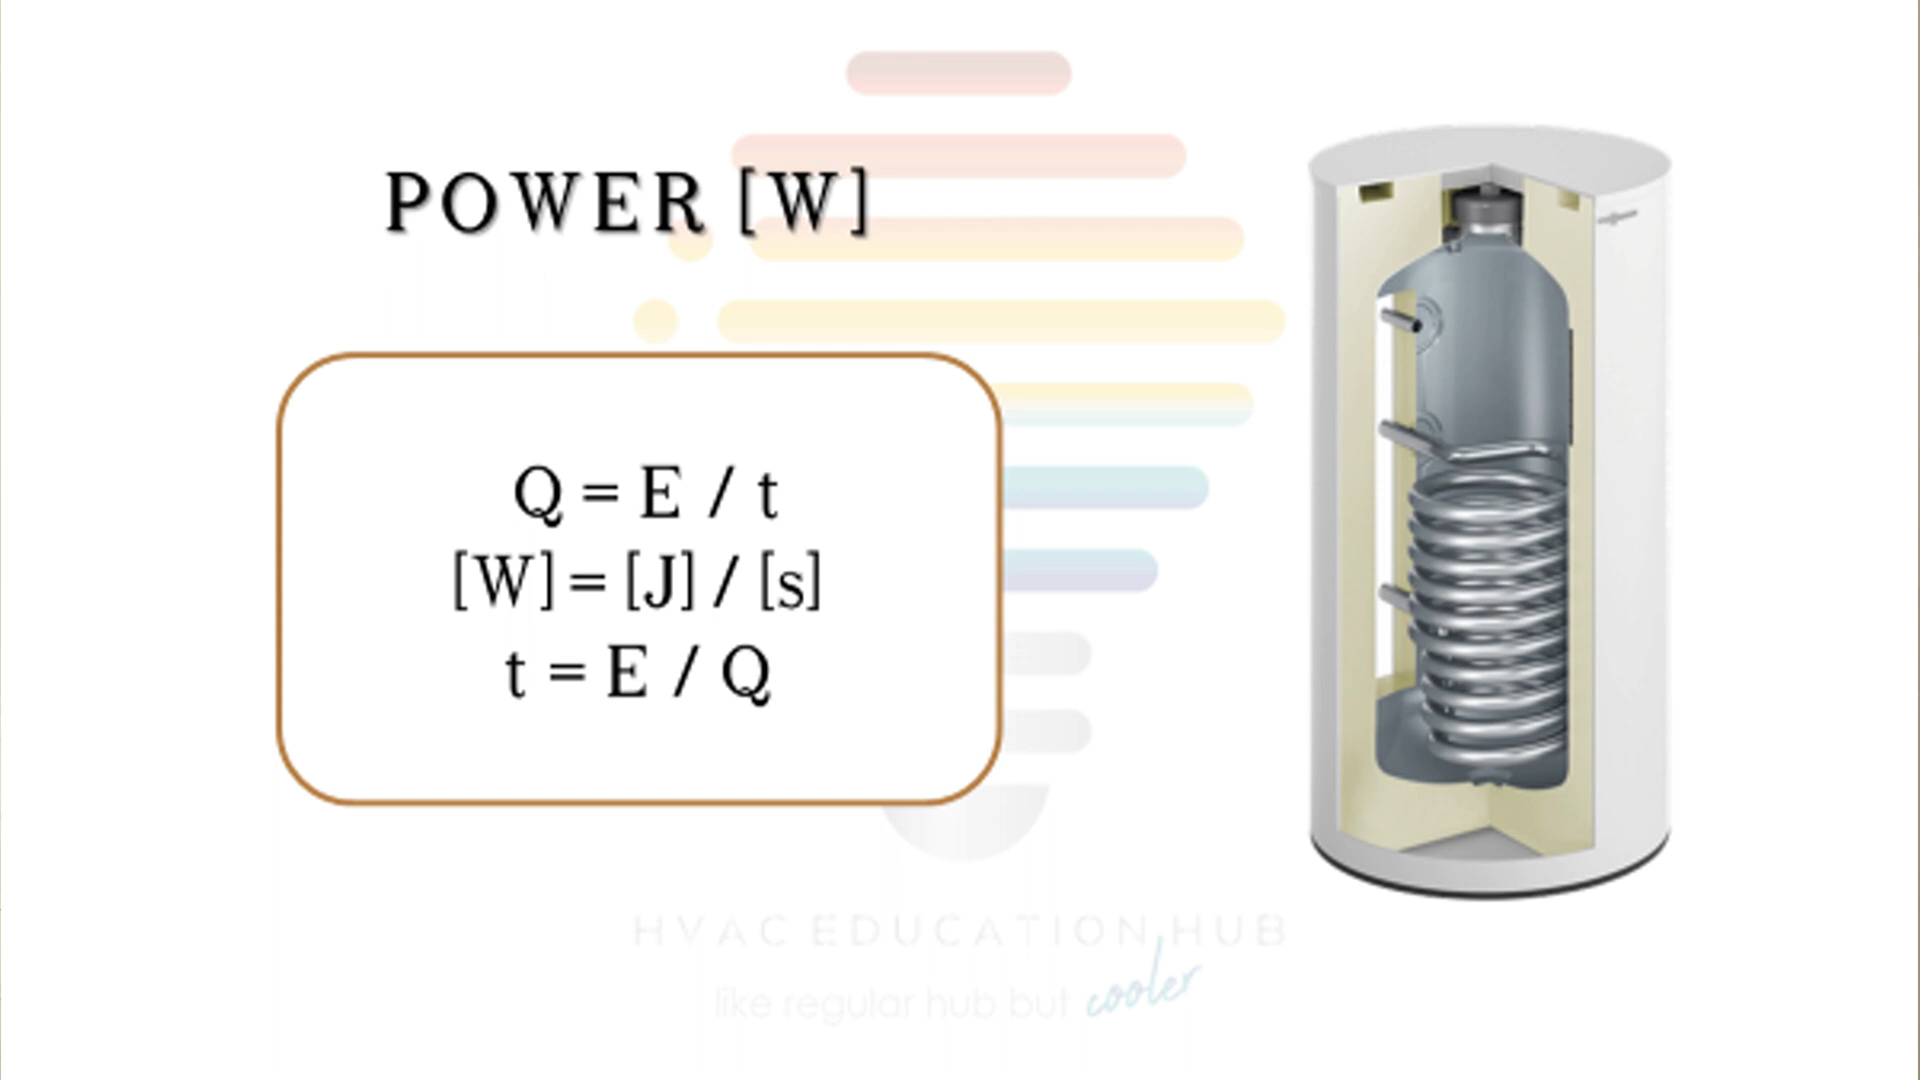 POWER [W]
Q = E / t
[W] = [J] / [s]
t = E / Q
HVAC EDUCATION HUB
like regular hub but cooler